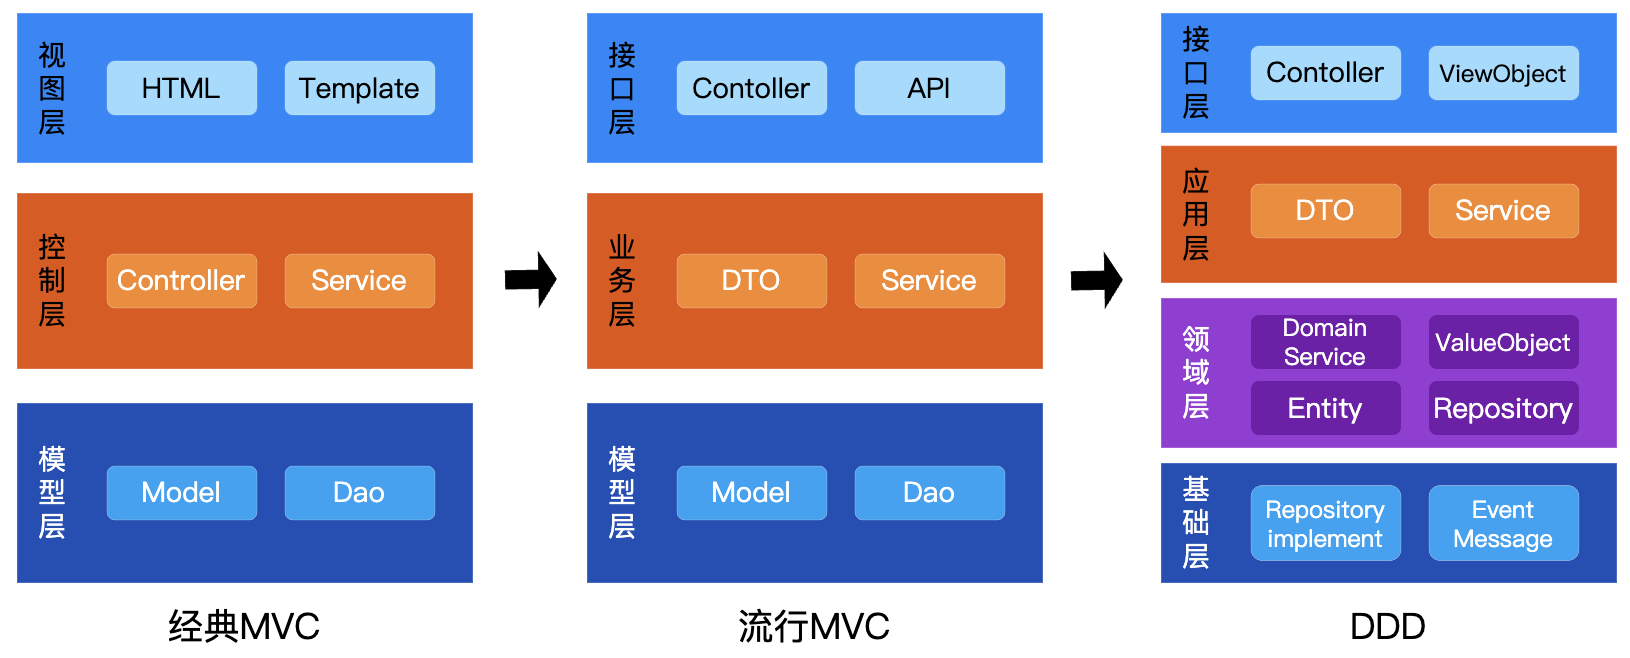 视图层
HTML
Template
控制层
Controller
Service
模型层
Model
Dao
经典MVC
接口层
Contoller
API
业务层
DTO
Service
模型层
Model
Dao
流行MVC
接口层
Contoller
ViewObject
应用层
DTO
Service
领域层
Domain
Service
ValueObject
Entity
Repository
基础层
Repository
implement
Event
Message
DDD